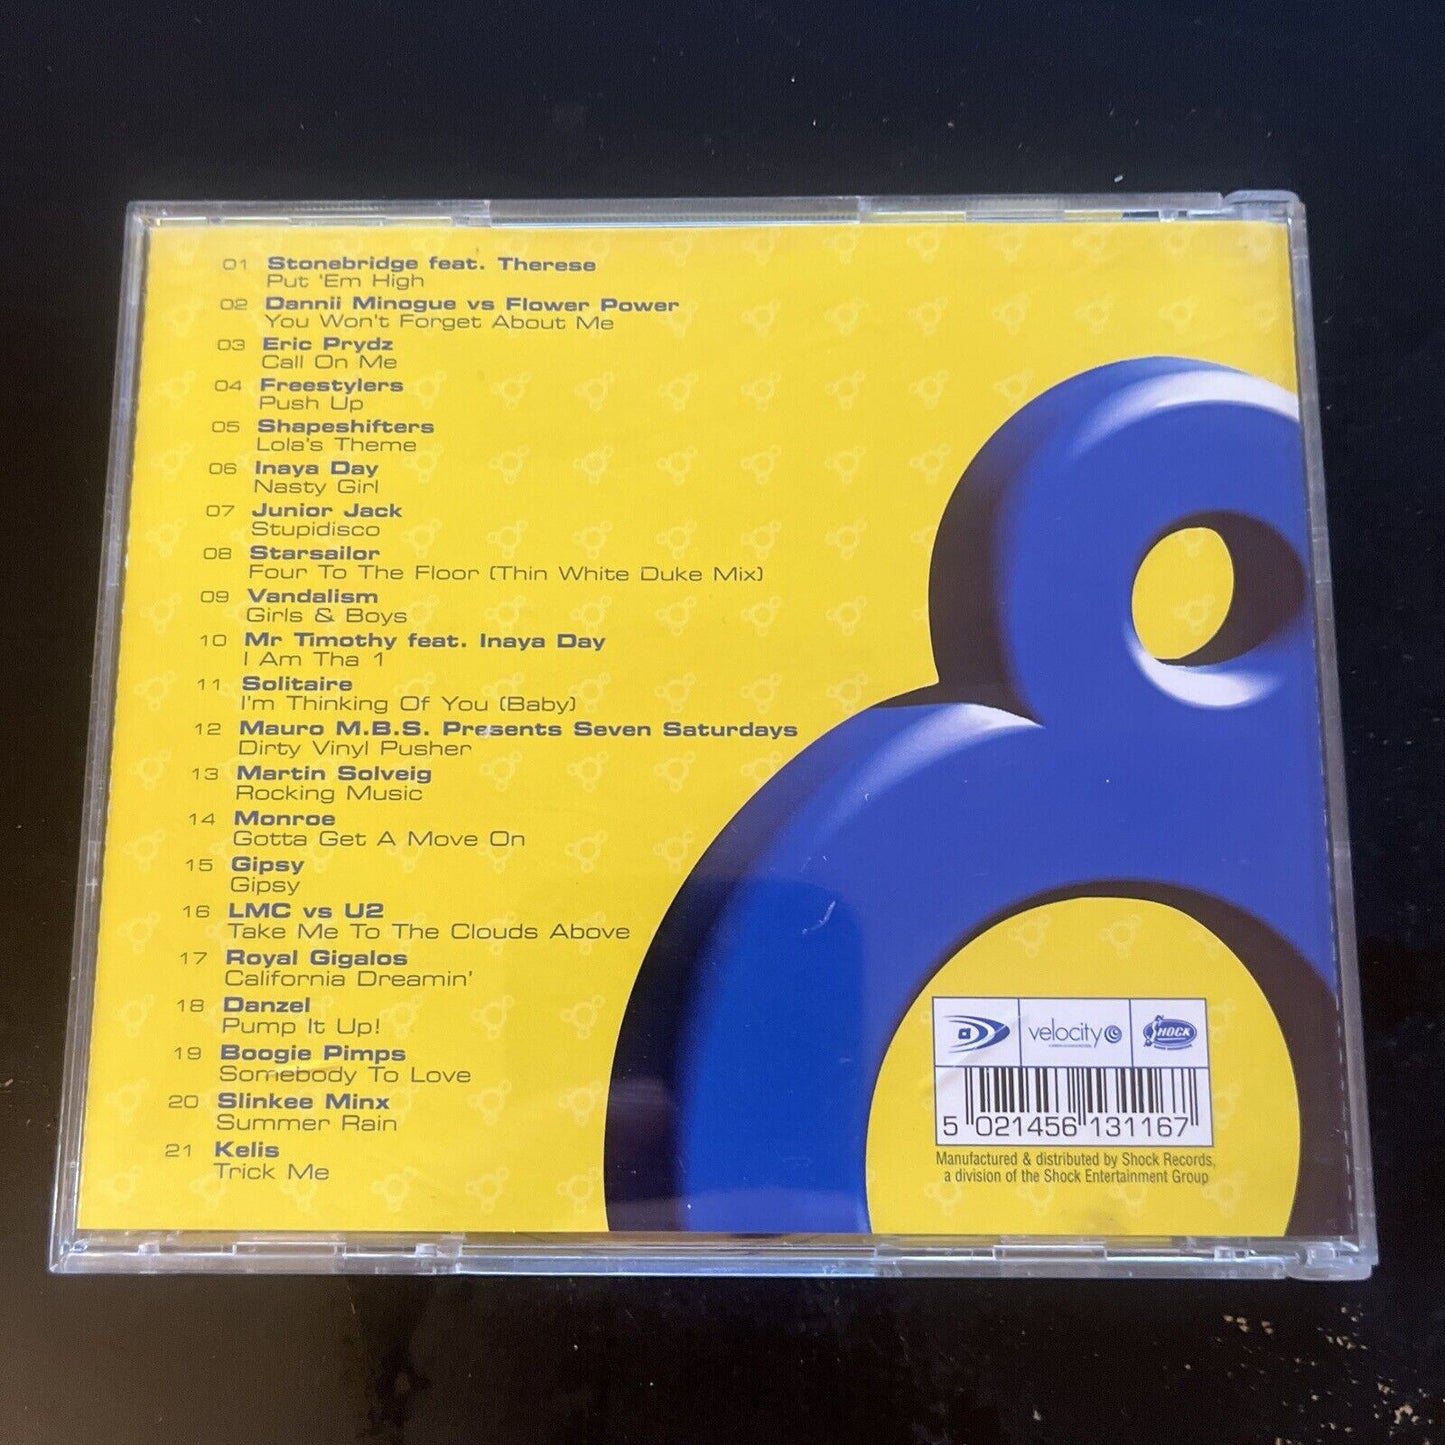 01 Stonebridge feat. Therese
Put 'Em High
02 Dannii Minogue vs Flower Power
You Won't Forget About Me
03 Eric Prydz
Call On Me
04 Freestylers
Push Up
05 Shapeshifters
Lola's Theme
06 Inaya Day
Nasty Girl
07 Junior Jack
Stupidisco
08 Starsailor
Four To The Floor (Thin White Duke Mix)
09 Vandalism
Girls & Boys
10 Mr Timothy feat. Inaya Day
I Am Tha 1
11 Solitaire
I'm Thinking Of You (Baby)
12 Mauro M.B.S. Presents Seven Saturdays
Dirty Vinyl Pusher
13 Martin Solveig
Rocking Music
14 Monroe
Gotta Get A Move On
15 Gipsy
Gipsy
16 LMC vs U2
Take Me To The Clouds Above
17 Royal Gigalos
California Dreamin'
18 Danzel
Pump It Up!
19 Boogie Pimps
Somebody To Love
20 Slinkee Minx
Summer Rain
21 Kelis
Trick Me
velocity
SHOCK
5 021456 131167
Manufactured & distributed by Shock Records,
a division of the Shock Entertainment Group